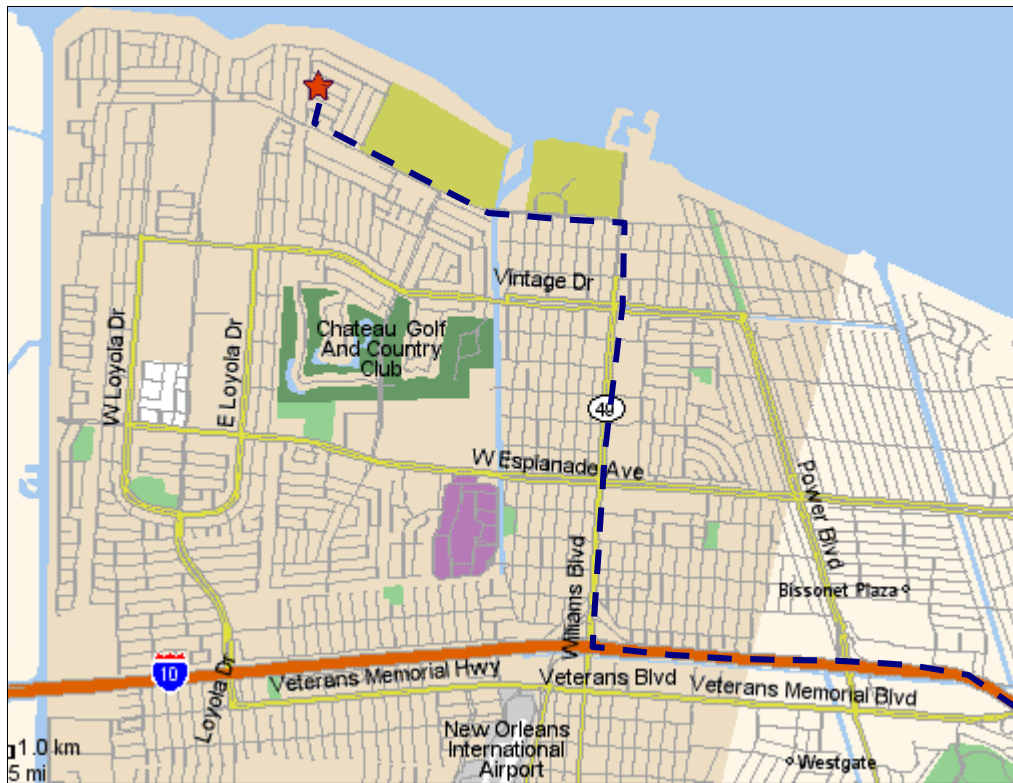 Vintage Dr
Chateau Golf
And Country
Club
W Loyola Dr
E Loyola Dr
49
W Esplanade Ave
Power Blvd
Williams Blvd
Bissonet Plaza
10
Loyola Dr
Veterans Memorial Hwy
Veterans Blvd
Veterans Memorial Blvd
New Orleans
International
Airport
Westgate
1.0 km
5 mi